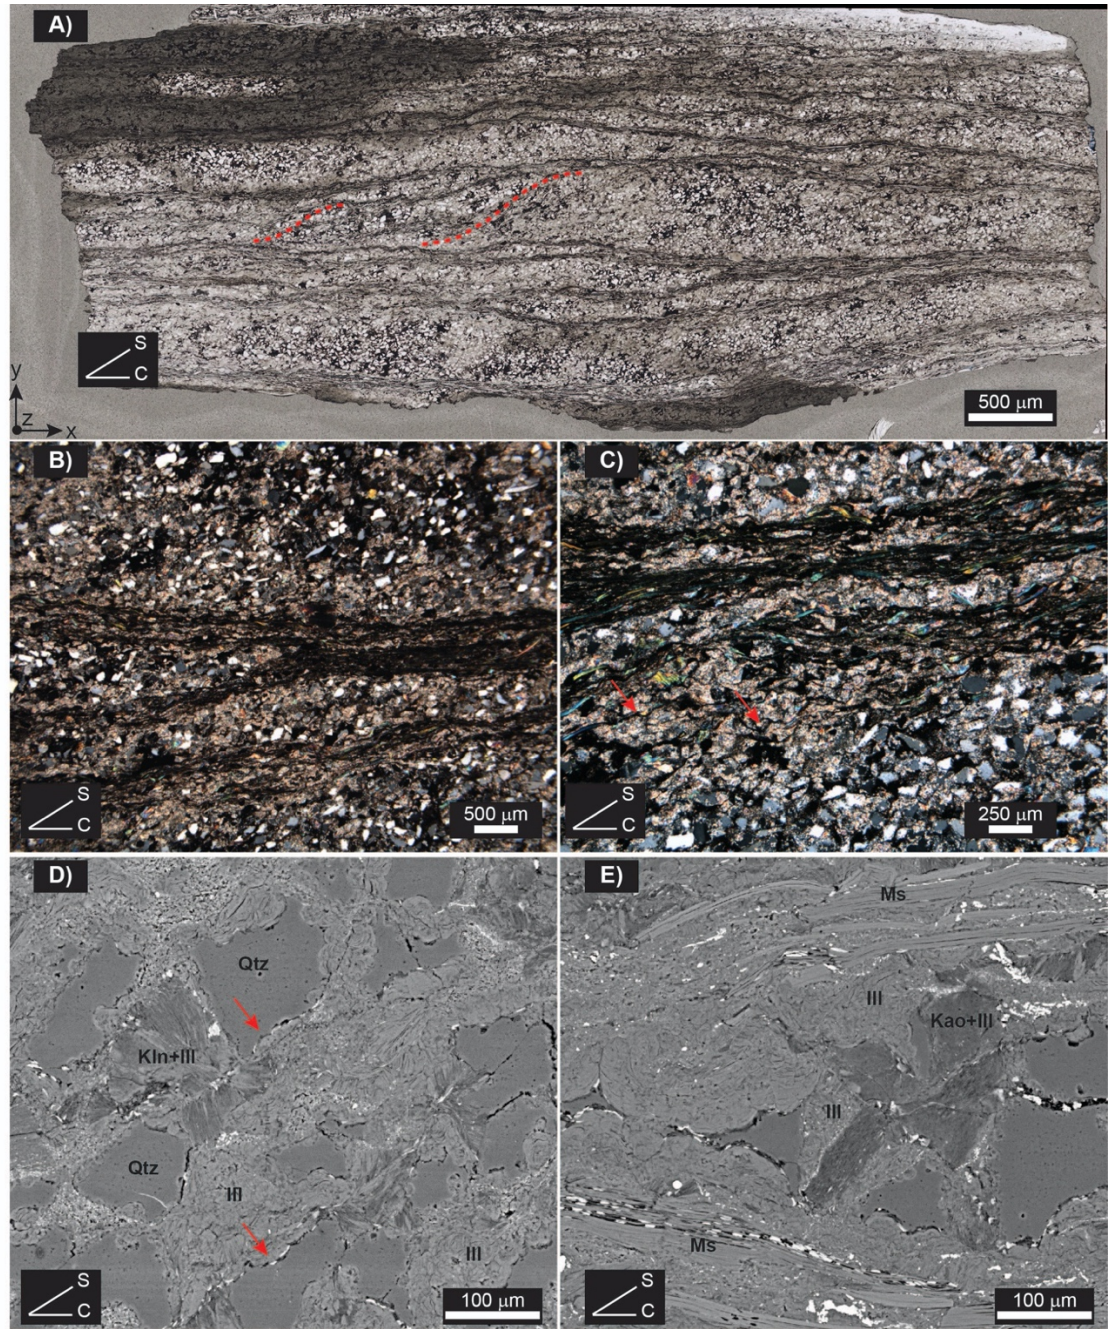 A)
S
C
y
z
x
500 µm
B)
C)
S
C
500 µm
S
C
250 µm
D)
E)
Ms
Qtz
Ill
Kln+Ill
Kao+Ill
Qtz
Ill
Ill
Ill
Ms
S
C
100 µm
S
C
100 µm